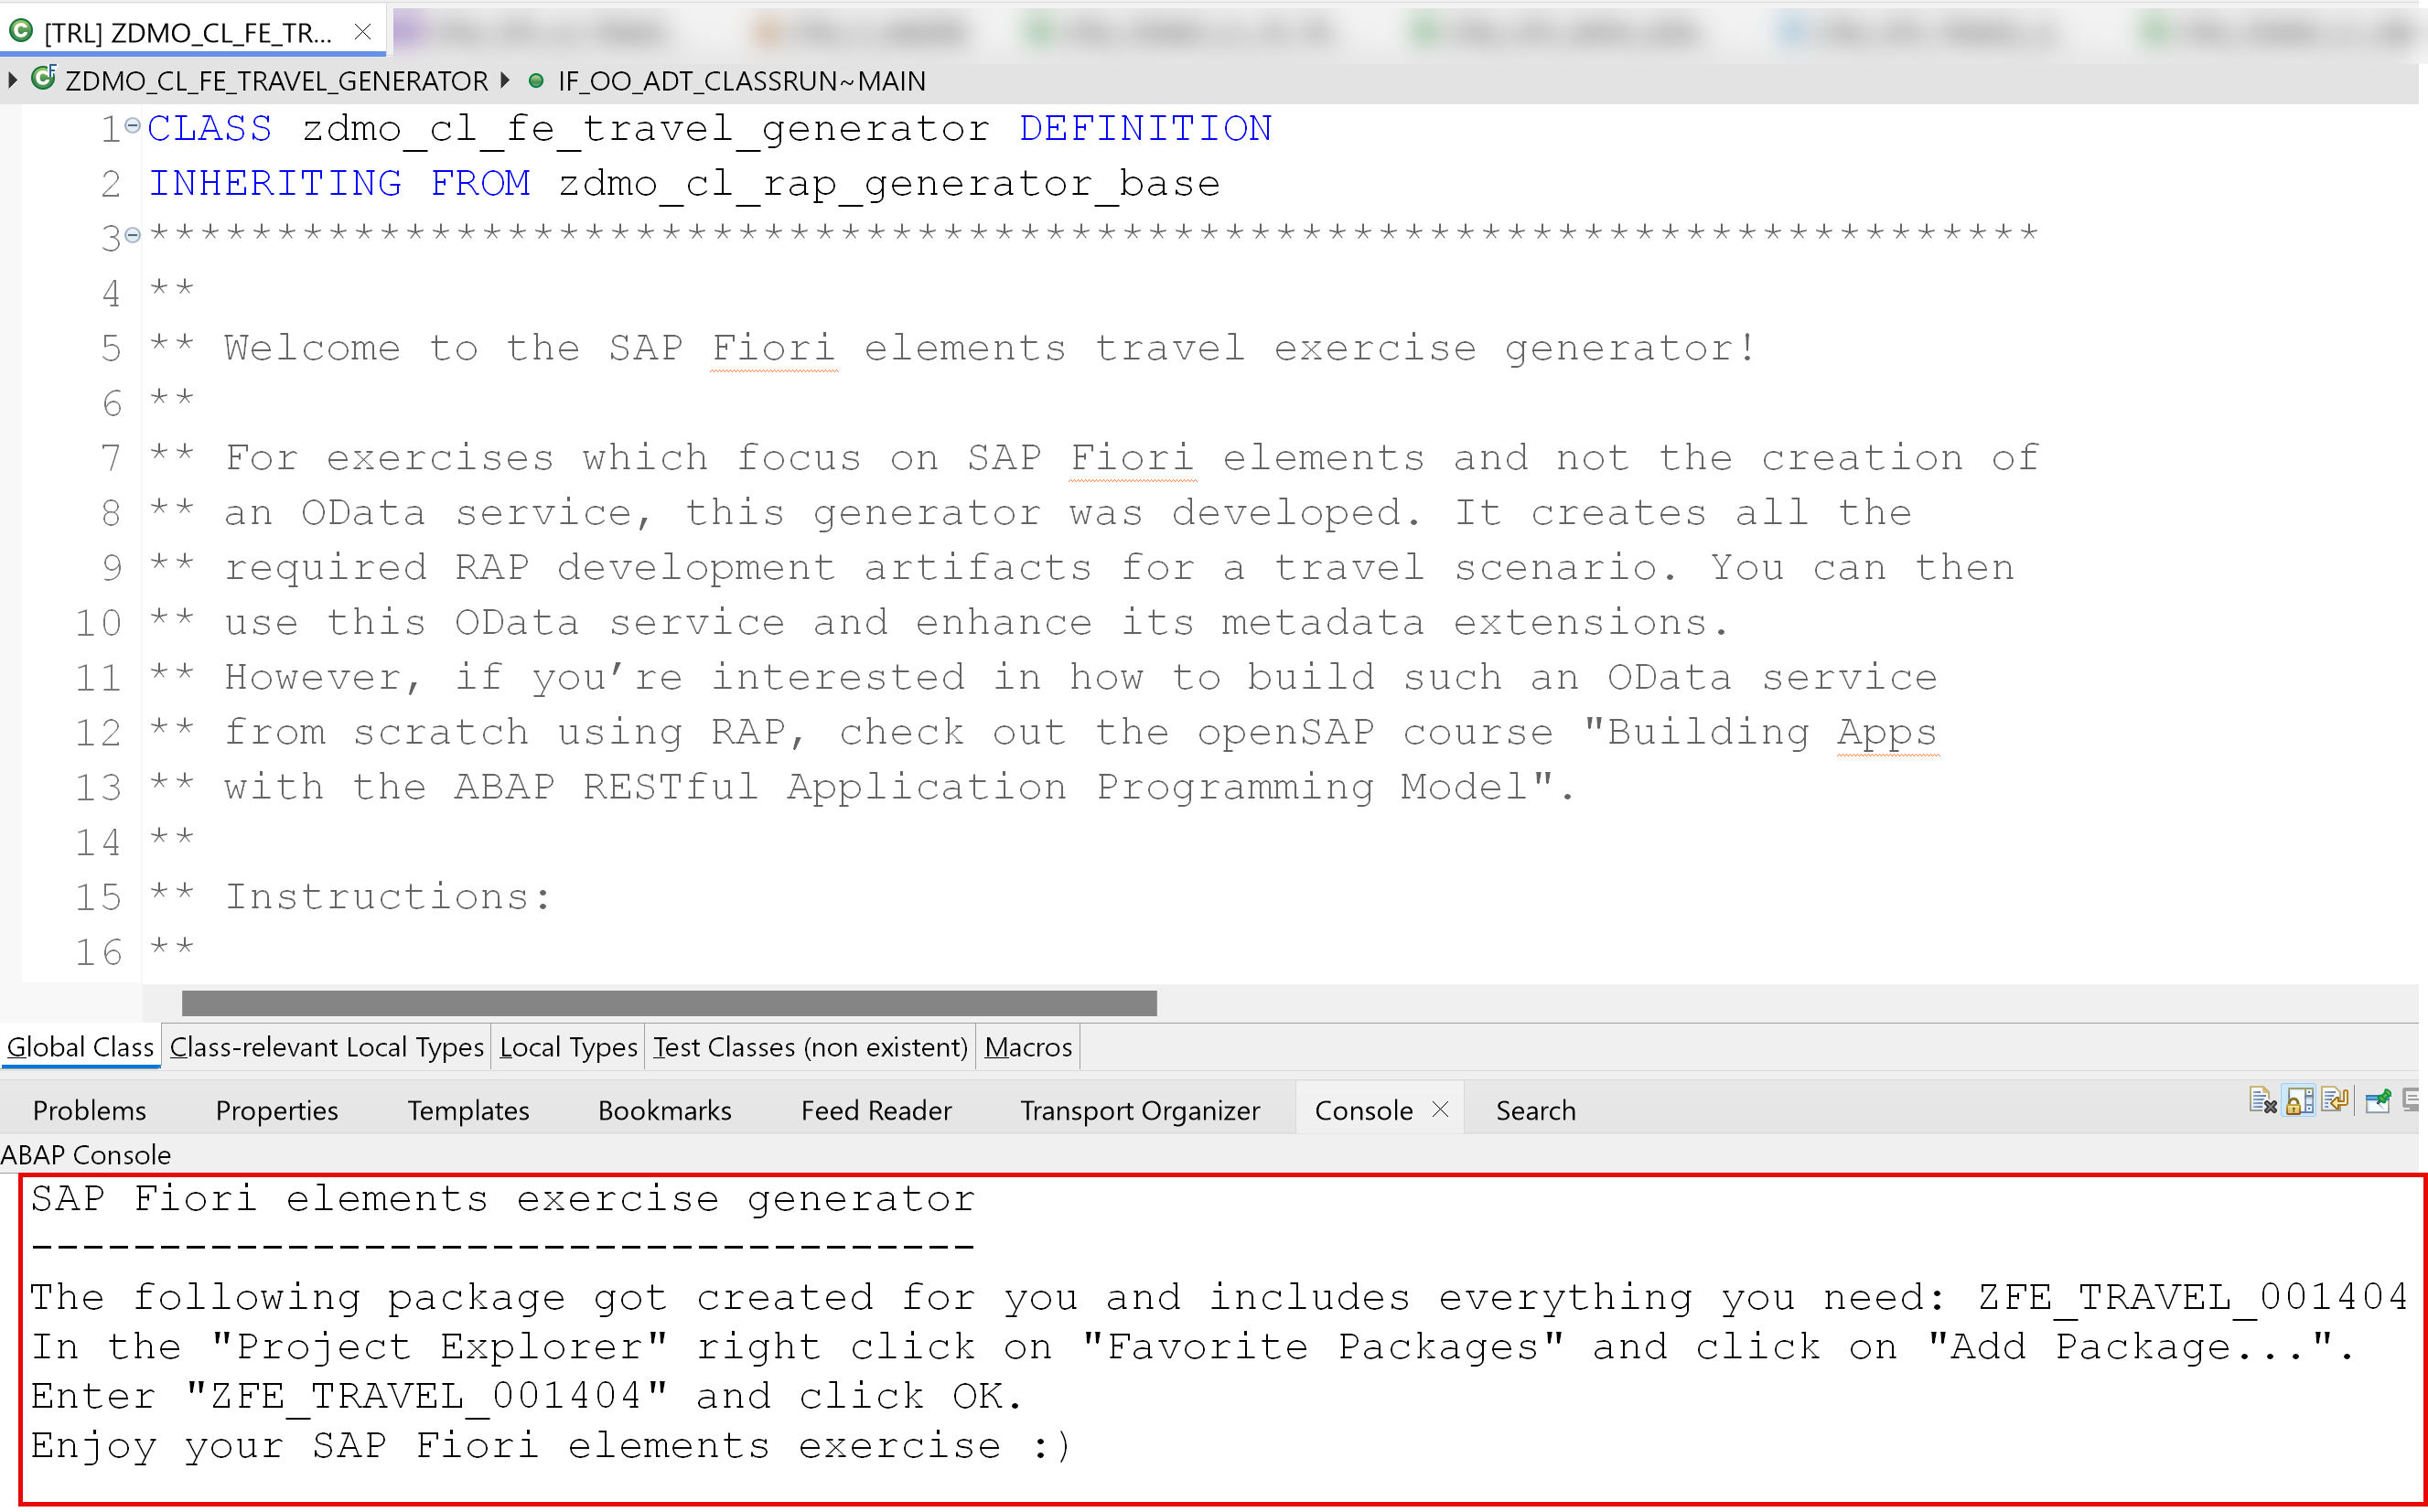 [TRL] ZDMO_CL_FE_TR...
ZDMO_CL_FE_TRAVEL_GENERATOR IF_OO_ADT_CLASSRUN~MAIN
1 CLASS zdmo_cl_fe_travel_generator DEFINITION
2 INHERITING FROM zdmo_cl_rap_generator_base
3 **************************************************************************
4 **
5 ** Welcome to the SAP Fiori elements travel exercise generator!
6 **
7 ** For exercises which focus on SAP Fiori elements and not the creation of
8 ** an OData service, this generator was developed. It creates all the
9 ** required RAP development artifacts for a travel scenario. You can then
10 ** use this OData service and enhance its metadata extensions.
11 ** However, if you’re interested in how to build such an OData service
12 ** from scratch using RAP, check out the openSAP course "Building Apps
13 ** with the ABAP RESTful Application Programming Model".
14 **
15 ** Instructions:
16 **
Global Class Class-relevant Local Types Local Types Test Classes (non existent) Macros
Problems Properties Templates Bookmarks Feed Reader Transport Organizer Console Search
ABAP Console
SAP Fiori elements exercise generator
-------------------------------------
The following package got created for you and includes everything you need: ZFE_TRAVEL_001404
In the "Project Explorer" right click on "Favorite Packages" and click on "Add Package...".
Enter "ZFE_TRAVEL_001404" and click OK.
Enjoy your SAP Fiori elements exercise :)